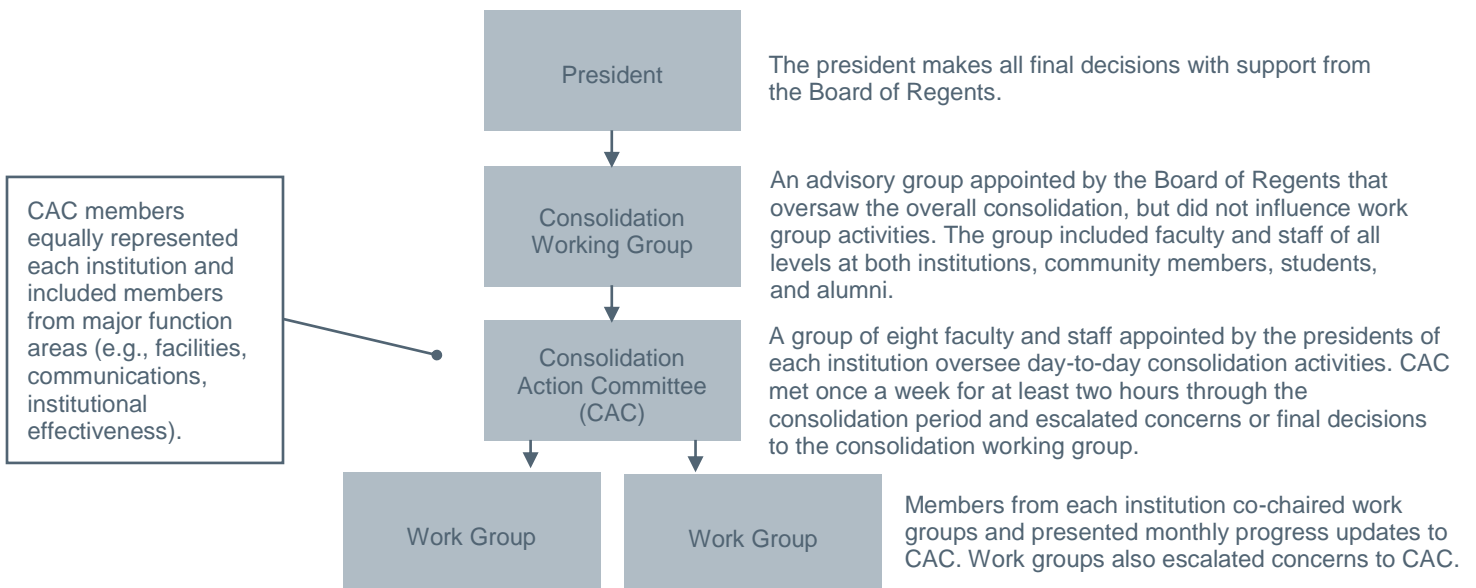 President
The president makes all final decisions with support from
the Board of Regents.
Consolidation
Working Group
An advisory group appointed by the Board of Regents that
oversaw the overall consolidation, but did not influence work
group activities. The group included faculty and staff of all
levels at both institutions, community members, students,
and alumni.
CAC members
equally represented
each institution and
included members
from major function
areas (e.g., facilities,
communications,
institutional
effectiveness).
Consolidation
Action Committee
(CAC)
A group of eight faculty and staff appointed by the presidents of
each institution oversee day-to-day consolidation activities. CAC
met once a week for at least two hours through the
consolidation period and escalated concerns or final decisions
to the consolidation working group.
Work Group
Work Group
Members from each institution co-chaired work
groups and presented monthly progress updates to
CAC. Work groups also escalated concerns to CAC.